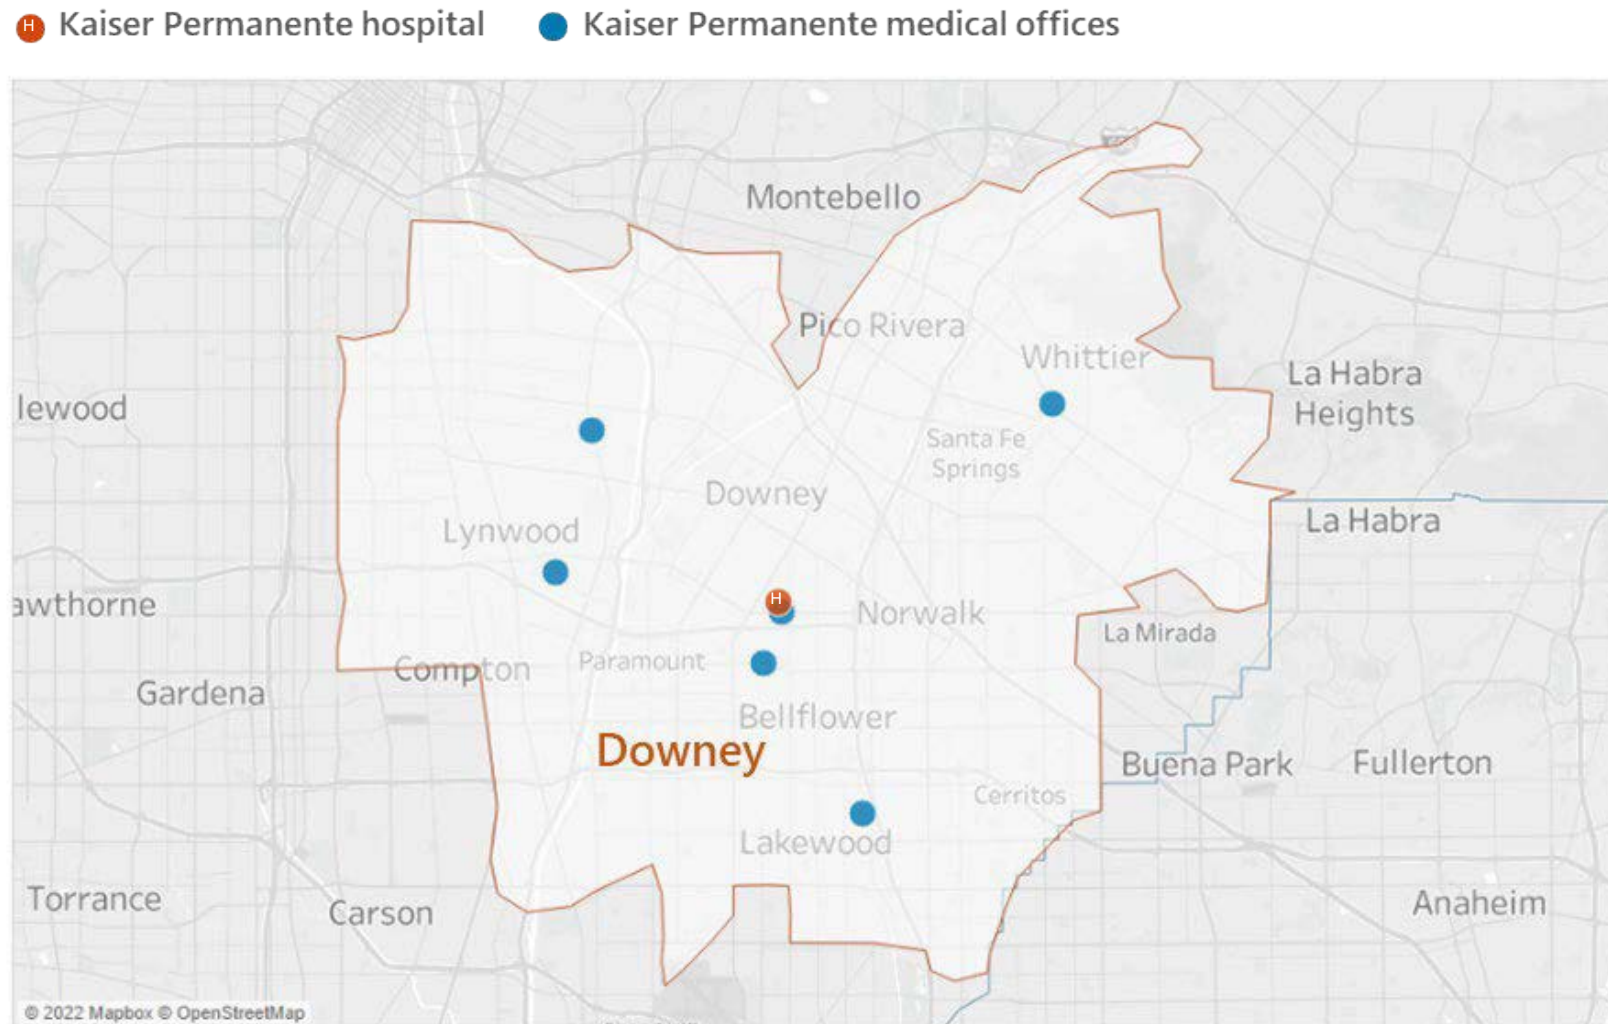 H Kaiser Permanente hospital
Kaiser Permanente medical offices
Montebello
Pico Rivera
Whittier
La Habra
Heights
lewood
Santa Fe
Springs
Downey
La Habra
Lynwood
awthorne
H
Norwalk
La Mirada
Compton
Paramount
Gardena
Bellflower
Downey
Buena Park
Fullerton
Cerritos
Lakewood
Torrance
Carson
Anaheim
© 2022 Mapbox © OpenStreetMap